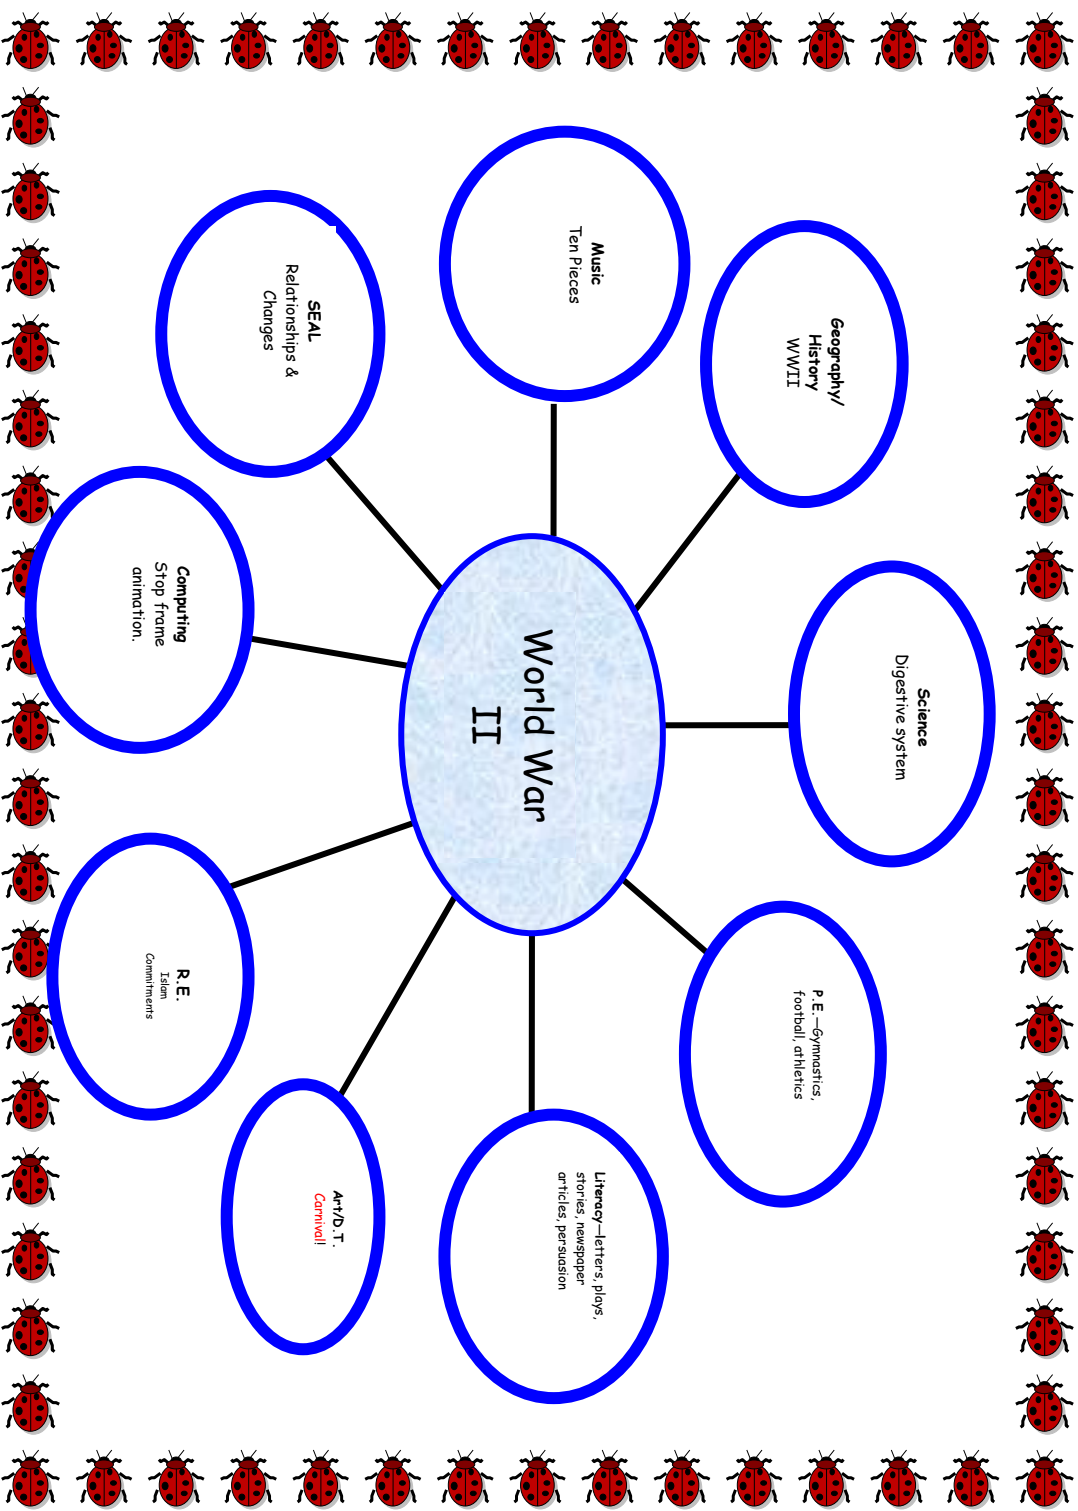 Geography/
History
WWII
Science
Digestive system
Music
Ten Pieces
P.E.—Gymnastics,
football, athletics
World War
II
SEAL
Relationships &
Changes
Literacy—letters, plays,
stories, newspaper
articles, persuasion
Computing
Stop frame
animation.
Art/D.T.
Carnival!
R.E.
Islam
Commitments